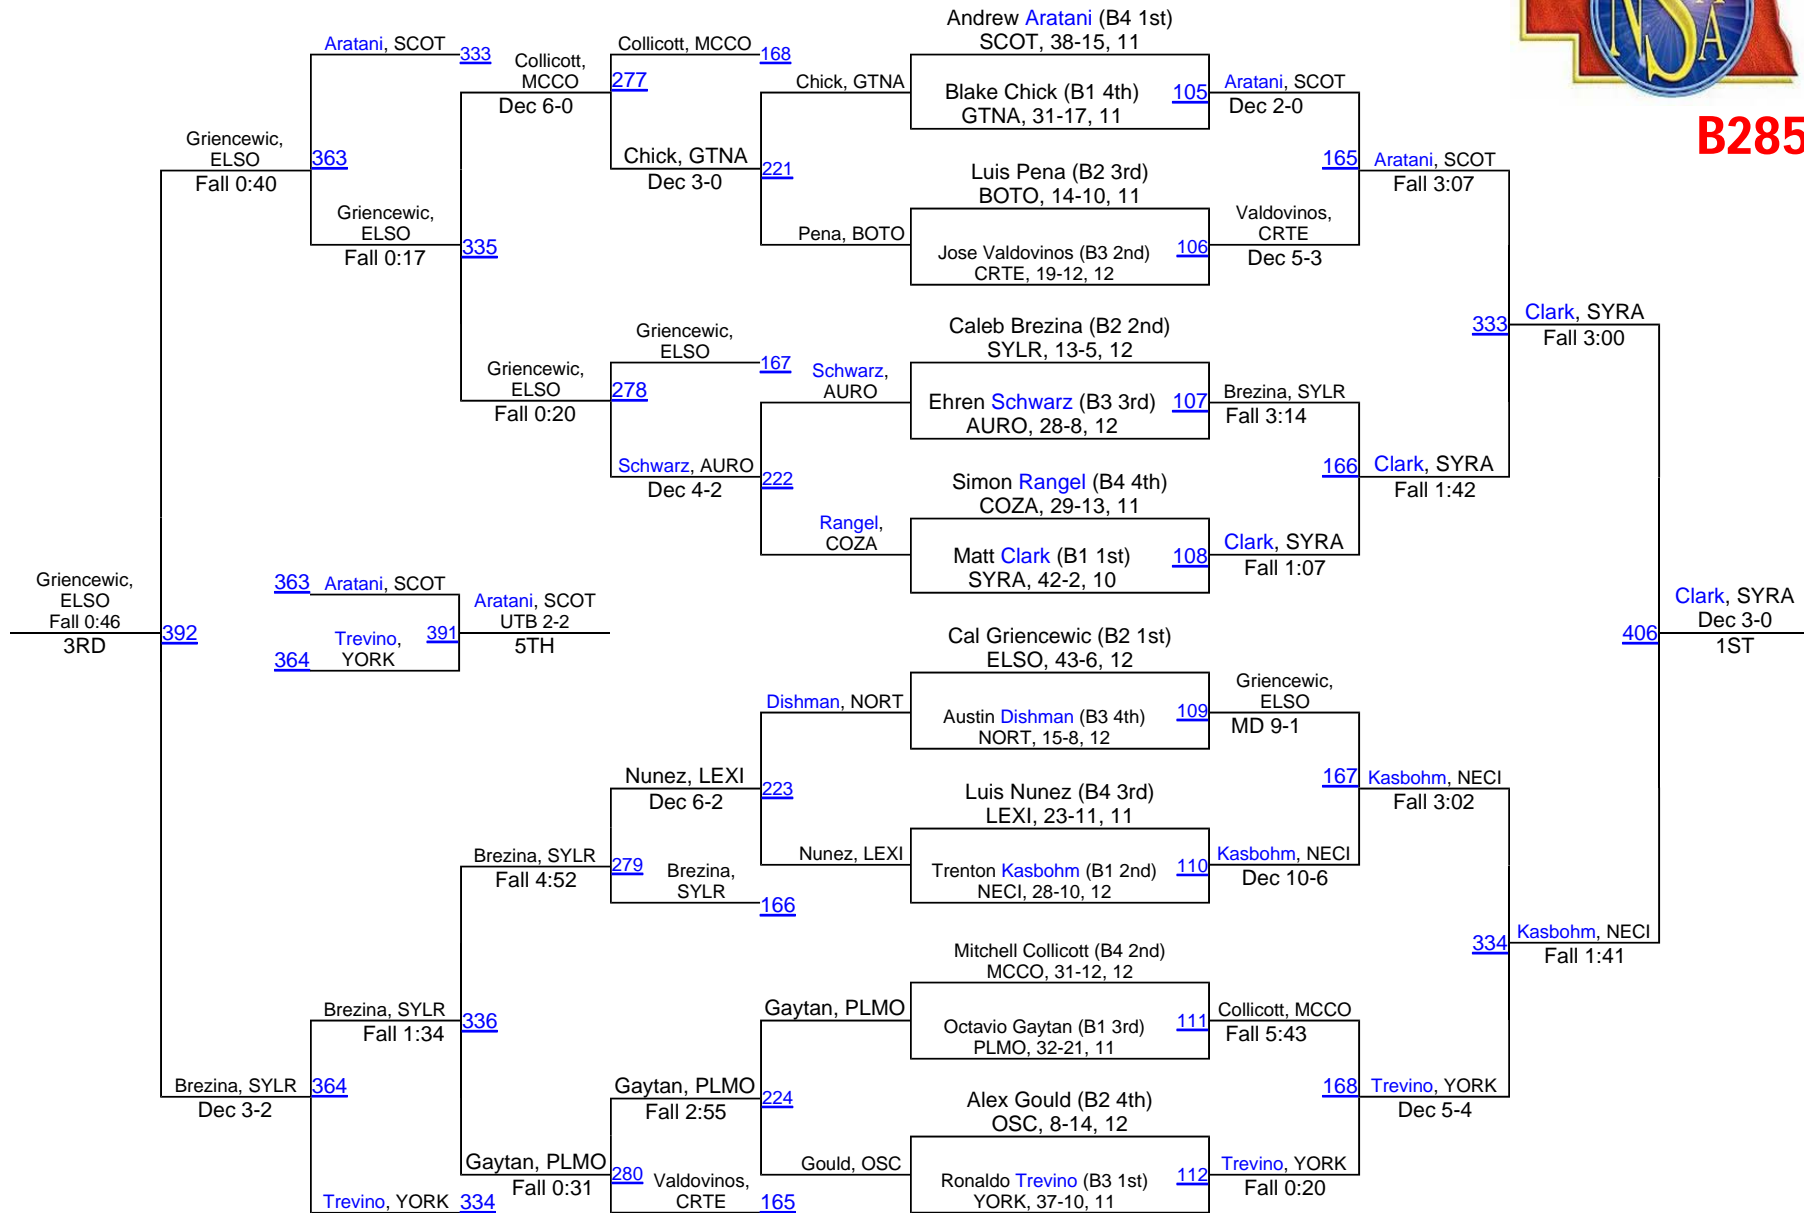 NSAA
B285
Andrew Aratani (B4 1st)
SCOT, 38-15, 11
Blake Chick (B1 4th)
GTNA, 31-17, 11
105
Luis Pena (B2 3rd)
BOTO, 14-10, 11
Jose Valdovinos (B3 2nd)
CRTE, 19-12, 12
106
Caleb Brezina (B2 2nd)
SYLR, 13-5, 12
Ehren Schwarz (B3 3rd)
AURO, 28-8, 12
107
Simon Rangel (B4 4th)
COZA, 29-13, 11
Matt Clark (B1 1st)
SYRA, 42-2, 10
108
Cal Griencewic (B2 1st)
ELSO, 43-6, 12
Austin Dishman (B3 4th)
NORT, 15-8, 12
109
Luis Nunez (B4 3rd)
LEXI, 23-11, 11
Trenton Kasbohm (B1 2nd)
NECI, 28-10, 12
110
Mitchell Collicott (B4 2nd)
MCCO, 31-12, 12
Octavio Gaytan (B1 3rd)
PLMO, 32-21, 11
111
Alex Gould (B2 4th)
OSC, 8-14, 12
Ronaldo Trevino (B3 1st)
YORK, 37-10, 11
112
Aratani, SCOT
Dec 2-0
165
Valdovinos,
CRTE
Dec 5-3
Brezina, SYLR
Fall 3:14
166
Clark, SYRA
Fall 1:07
Griencewic,
ELSO
MD 9-1
167
Kasbohm, NECI
Dec 10-6
Collicott, MCCO
Fall 5:43
168
Trevino, YORK
Fall 0:20
Aratani, SCOT
Fall 3:07
333
Clark, SYRA
Fall 1:42
Kasbohm, NECI
Fall 3:02
334
Trevino, YORK
Dec 5-4
Clark, SYRA
Fall 3:00
406
Kasbohm, NECI
Fall 1:41
Clark, SYRA
Dec 3-0
1ST
Chick, GTNA
221
Pena, BOTO
Schwarz,
AURO
222
Rangel,
COZA
Dishman, NORT
223
Nunez, LEXI
Gaytan, PLMO
224
Gould, OSC
Collicott, MCCO
168
277
Chick, GTNA
Dec 3-0
Griencewic,
ELSO
167
278
Schwarz, AURO
Dec 4-2
Nunez, LEXI
Dec 6-2
279
Brezina,
SYLR
166
Gaytan, PLMO
Fall 2:55
280
Valdovinos,
CRTE
165
Collicott,
MCCO
Dec 6-0
335
Griencewic,
ELSO
Fall 0:20
Brezina, SYLR
Fall 4:52
336
Gaytan, PLMO
Fall 0:31
Aratani, SCOT
333
363
Griencewic,
ELSO
Fall 0:17
Brezina, SYLR
Fall 1:34
364
Trevino, YORK
334
Griencewic,
ELSO
Fall 0:40
392
Brezina, SYLR
Dec 3-2
Griencewic,
ELSO
Fall 0:46
3RD
363
Aratani, SCOT
364
Trevino,
YORK
391
Aratani, SCOT
UTB 2-2
5TH